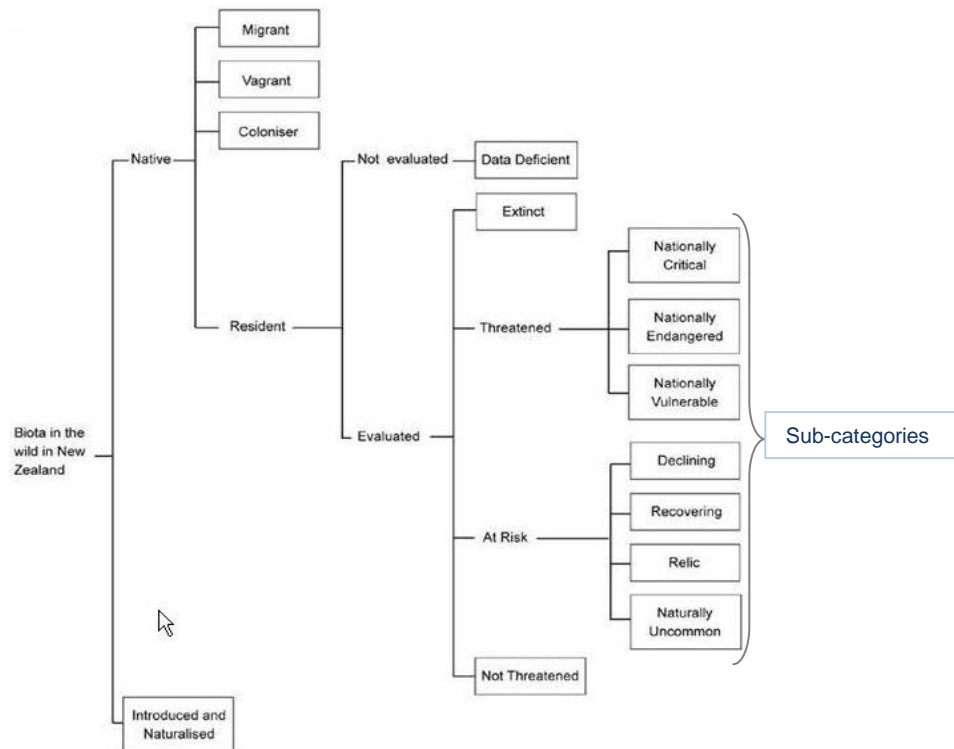 Migrant
Vagrant
Coloniser
Native
Not evaluated
Data Deficient
Extinct
Nationally
Critical
Resident
Threatened
Nationally
Endangered
Nationally
Vulnerable
Biota in the
wild in New
Zealand
Evaluated
Sub-categories
Declining
Recovering
At Risk
Relic
Naturally
Uncommon
Not Threatened
Introduced and
Naturalised